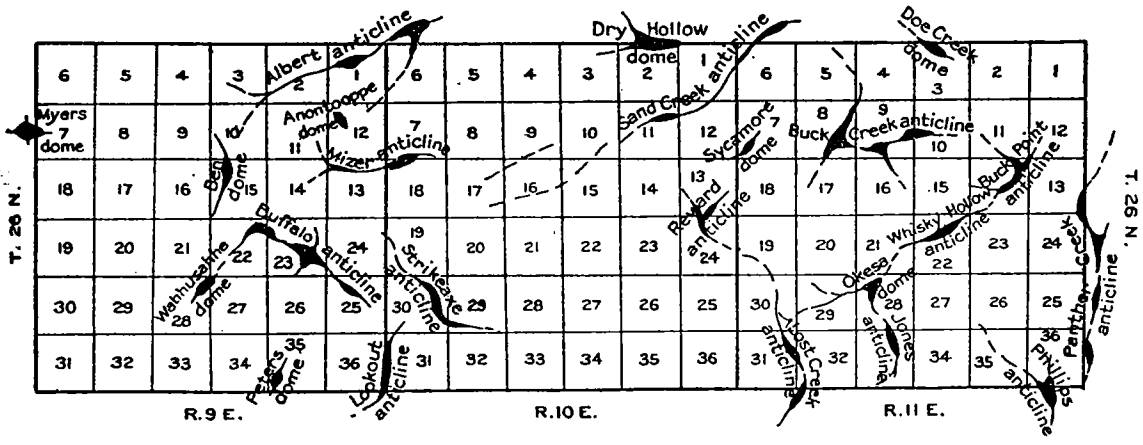 Albert anticline
Dry Hollow
dome
Sand Creek anticline
Doe Creek
dome
6 5 4 3 2 1 6 5 4 3 2 1 6 5 4 3 2 1
Myers
dome
7 8 9 10 11 12 7 8 9 10 11 12 7 8 9 10 11 12
Anontooppe
dome
Mizer anticline
Sycamore
dome
Buck Creek anticline
Buck Point
anticline
Ben
dome
18 17 16 15 14 13 18 17 16 15 14 13 18 17 16 15 14 13
T. 26 N.
T. 26 N.
Reward
anticline
Whisky Hollow
anticline
Buffalo anticline
19 20 21 22 23 24 19 20 21 22 23 24 19 20 21 22 23 24
Wahhusakhe
dome
Strikeaxe
anticline
Okesa
dome
Panther Creek
anticline
30 29 28 27 26 25 30 29 28 27 26 25 30 29 28 27 26 25
Peters
dome
Lookout
anticline
Lost Creek
anticline
Jones
anticline
Phillips
anticline
31 32 33 34 35 36 31 32 33 34 35 36 31 32 34 35 36
R. 9 E.
R. 10 E.
R. 11 E.